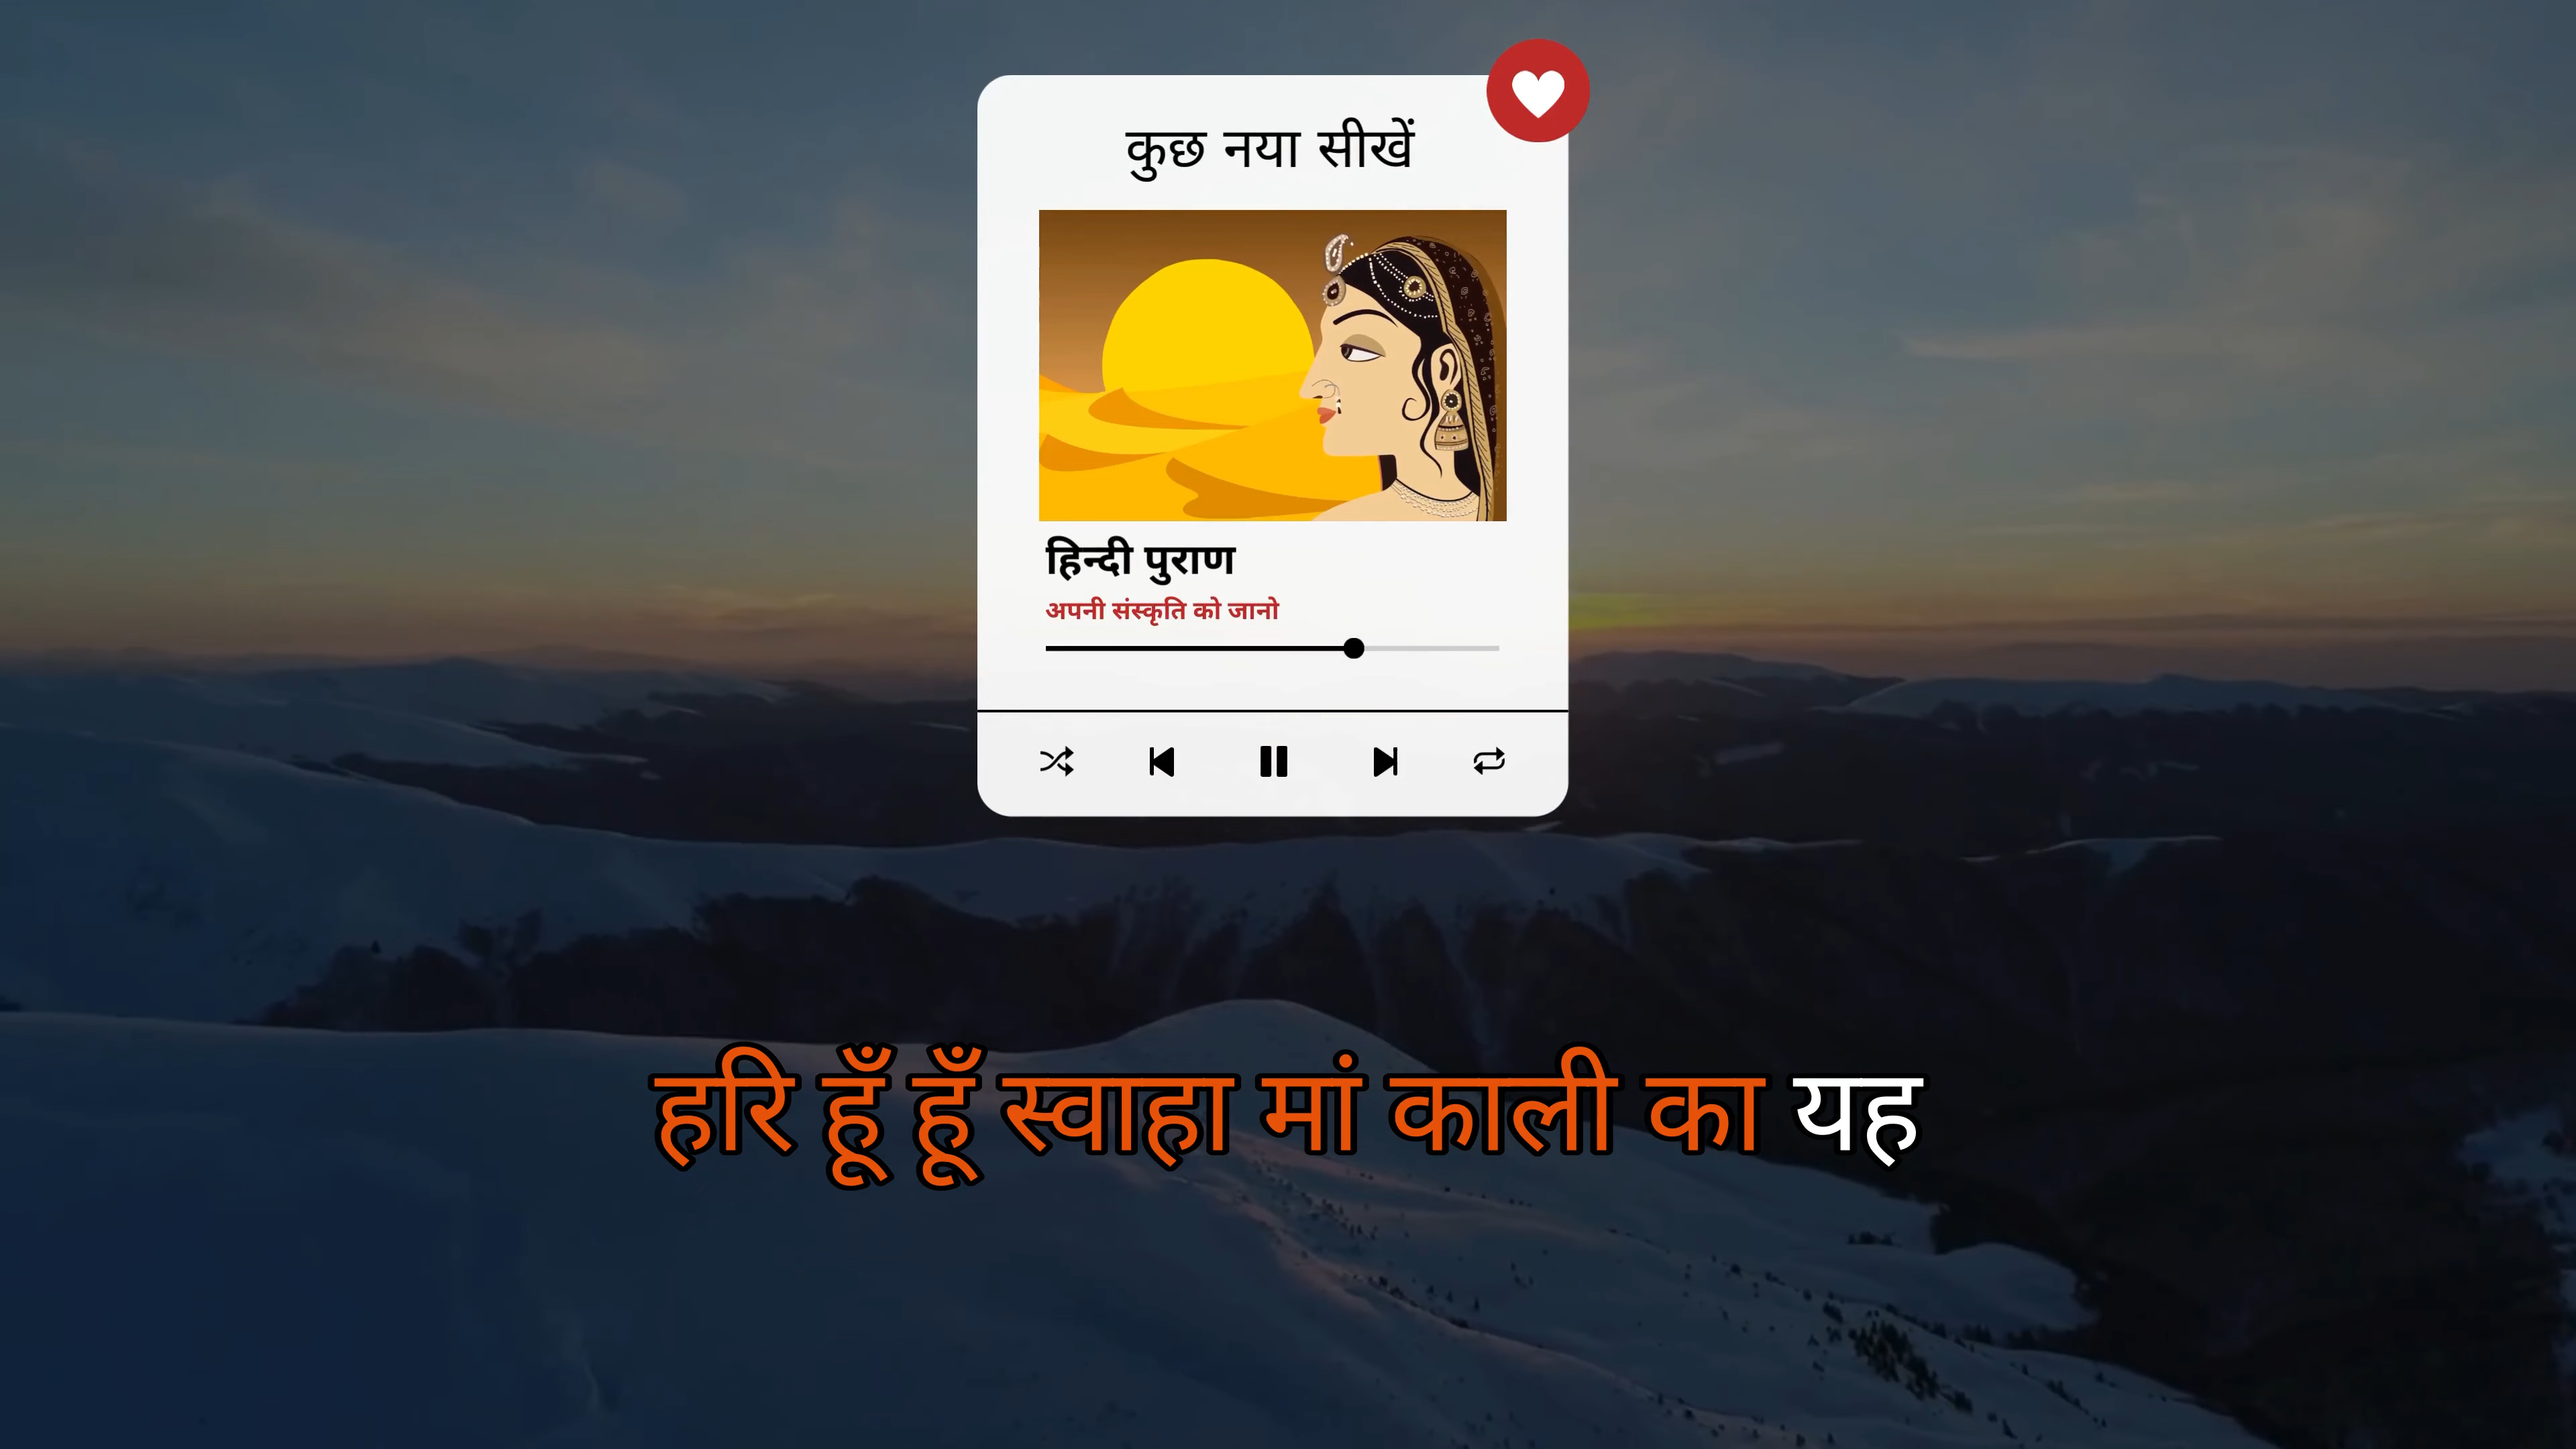 कुछ नया सीखें
हिन्दी पुराण
अपनी संस्कृति को जानो
हरि हूँ हूँ स्वाहा मां काली का यह